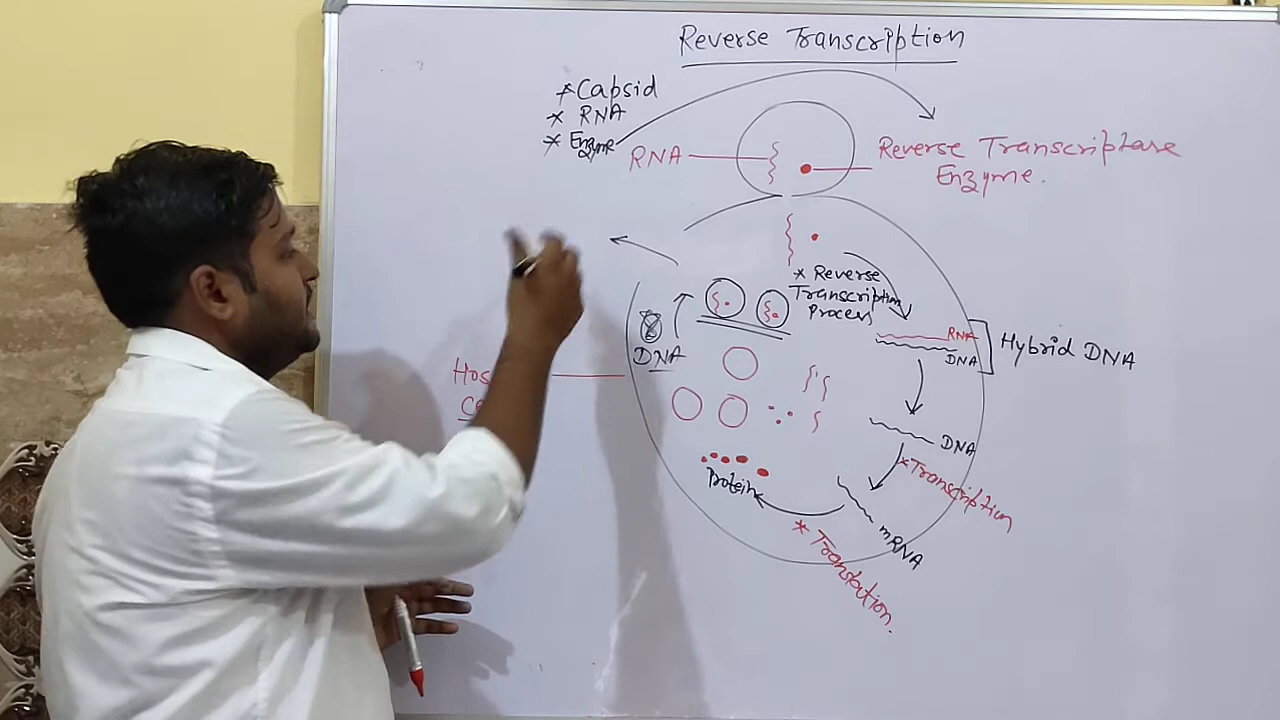 Reverse Transcription
* Capsid
* RNA
* Enzyme
RNA
Reverse Transcriptase
Enzyme.
* Reverse
Transcription
Process
RNA
DNA
Hybrid DNA
DNA
DNA
* Transcription
mRNA
* Translation.
Protein